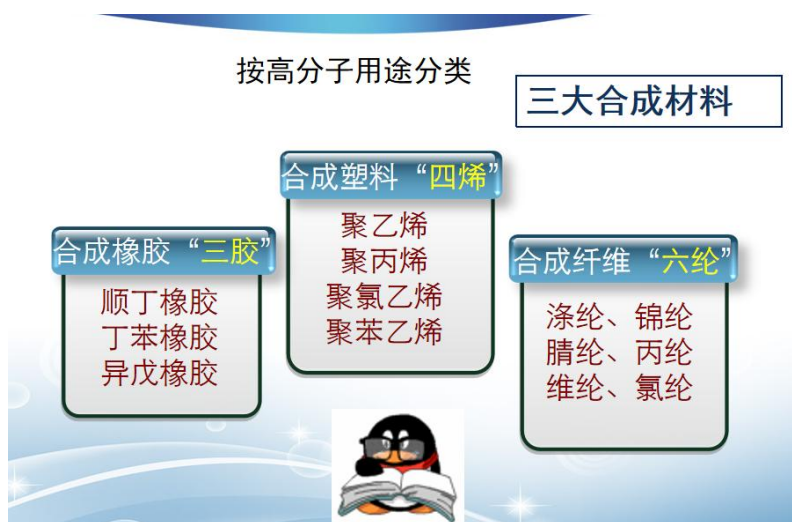 按高分子用途分类
三大合成材料
合成塑料“四烯”
聚乙烯
聚丙烯
聚氯乙烯
聚苯乙烯
合成橡胶“三胶”
顺丁橡胶
丁苯橡胶
异戊橡胶
合成纤维“六纶”
涤纶、锦纶
腈纶、丙纶
维纶、氯纶